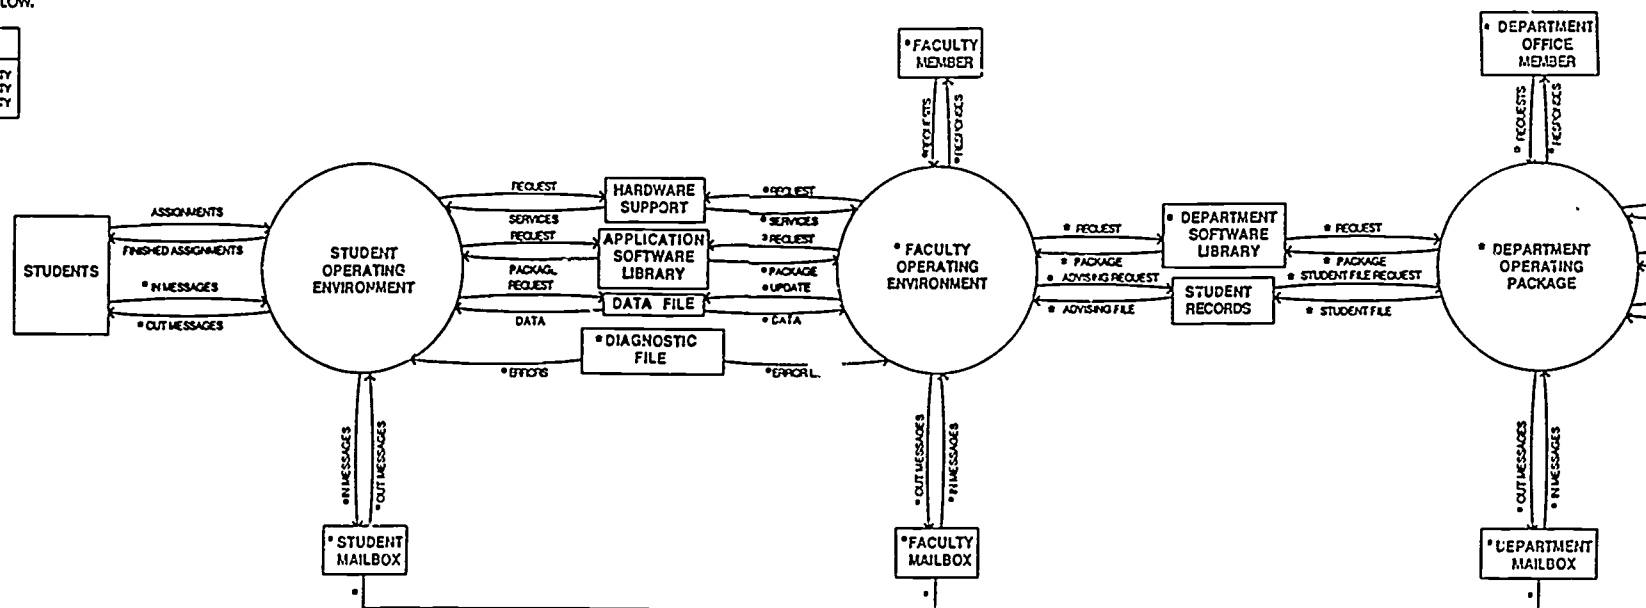 LOW.
* FACULTY
MEMBER
* DEPARTMENT
OFFICE
MEMBER
* REQUESTS
* RESPONSES
* REQUESTS
* RESPONSES
STUDENTS
ASSIGNMENTS
FINISHED ASSIGNMENTS
* IN MESSAGES
* OUT MESSAGES
STUDENT
OPERATING
ENVIRONMENT
REQUEST
SERVICES
REQUEST
REQUEST
DATA
* ERRORS
HARDWARE
SUPPORT
APPLICATION
SOFTWARE
LIBRARY
DATA FILE
* DIAGNOSTIC
FILE
* REQUEST
* SERVICES
REQUEST
* PACKAGE
* UPDATE
* DATA
* FACULTY
OPERATING
ENVIRONMENT
* REQUEST
* PACKAGE
* ADVISING REQUEST
* ADVISING FILE
* DEPARTMENT
SOFTWARE
LIBRARY
STUDENT
RECORDS
* REQUEST
* PACKAGE
* STUDENT FILE REQUEST
* STUDENT FILE
* DEPARTMENT
OPERATING
PACKAGE
* IN MESSAGES
* OUT MESSAGES
* OUT MESSAGES
* IN MESSAGES
* OUT MESSAGES
* IN MESSAGES
* STUDENT
MAILBOX
* FACULTY
MAILBOX
* DEPARTMENT
MAILBOX
*
*
*